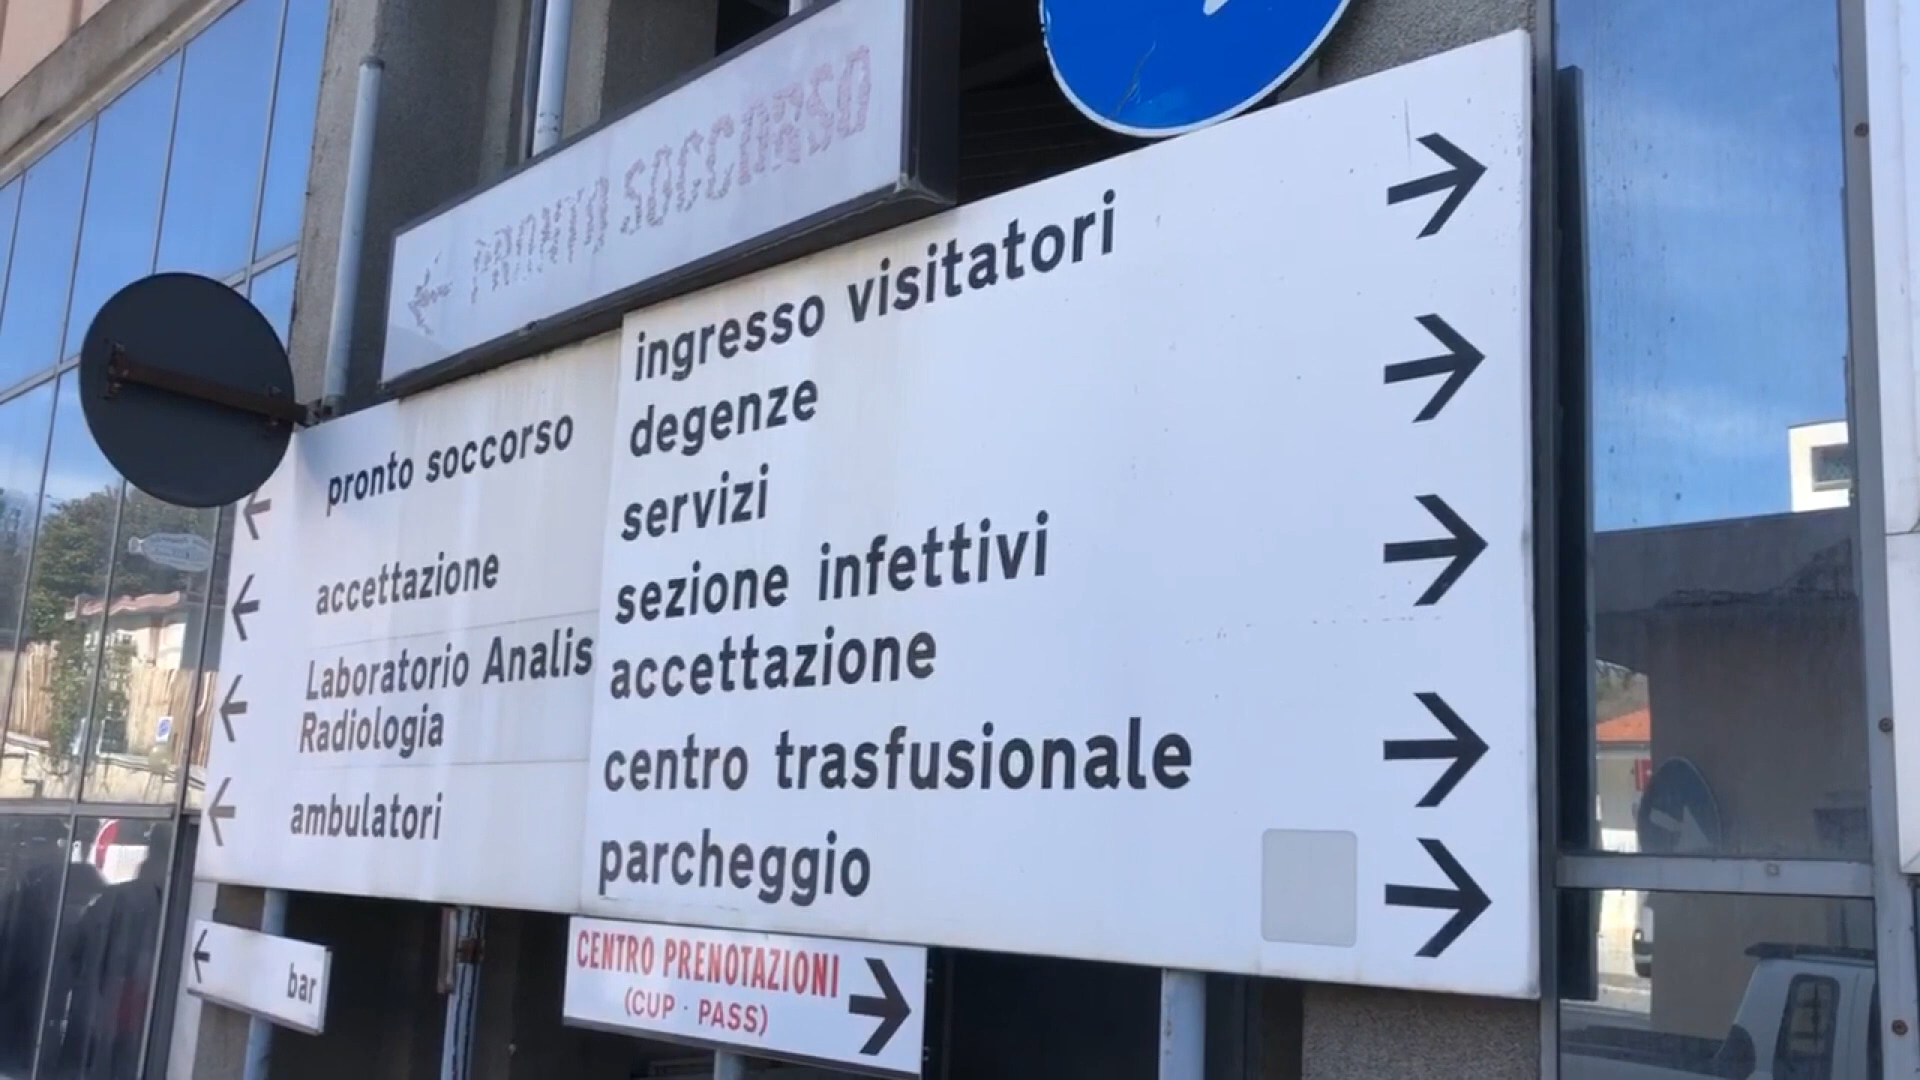 PRONTO SOCCORSO
pronto soccorso
accettazione
Laboratorio Analis
Radiologia
ambulatori
ingresso visitatori
degenze
servizi
sezione infettivi
accettazione
centro trasfusionale
parcheggio
bar
CENTRO PRENOTAZIONI
(CUP · PASS)